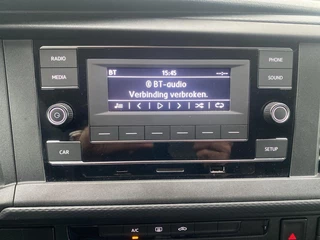 RADIO
PHONE
BT 15:45
MEDIA
SOUND
BT-audio
Verbinding verbroken.
CAR
SETUP
A/C